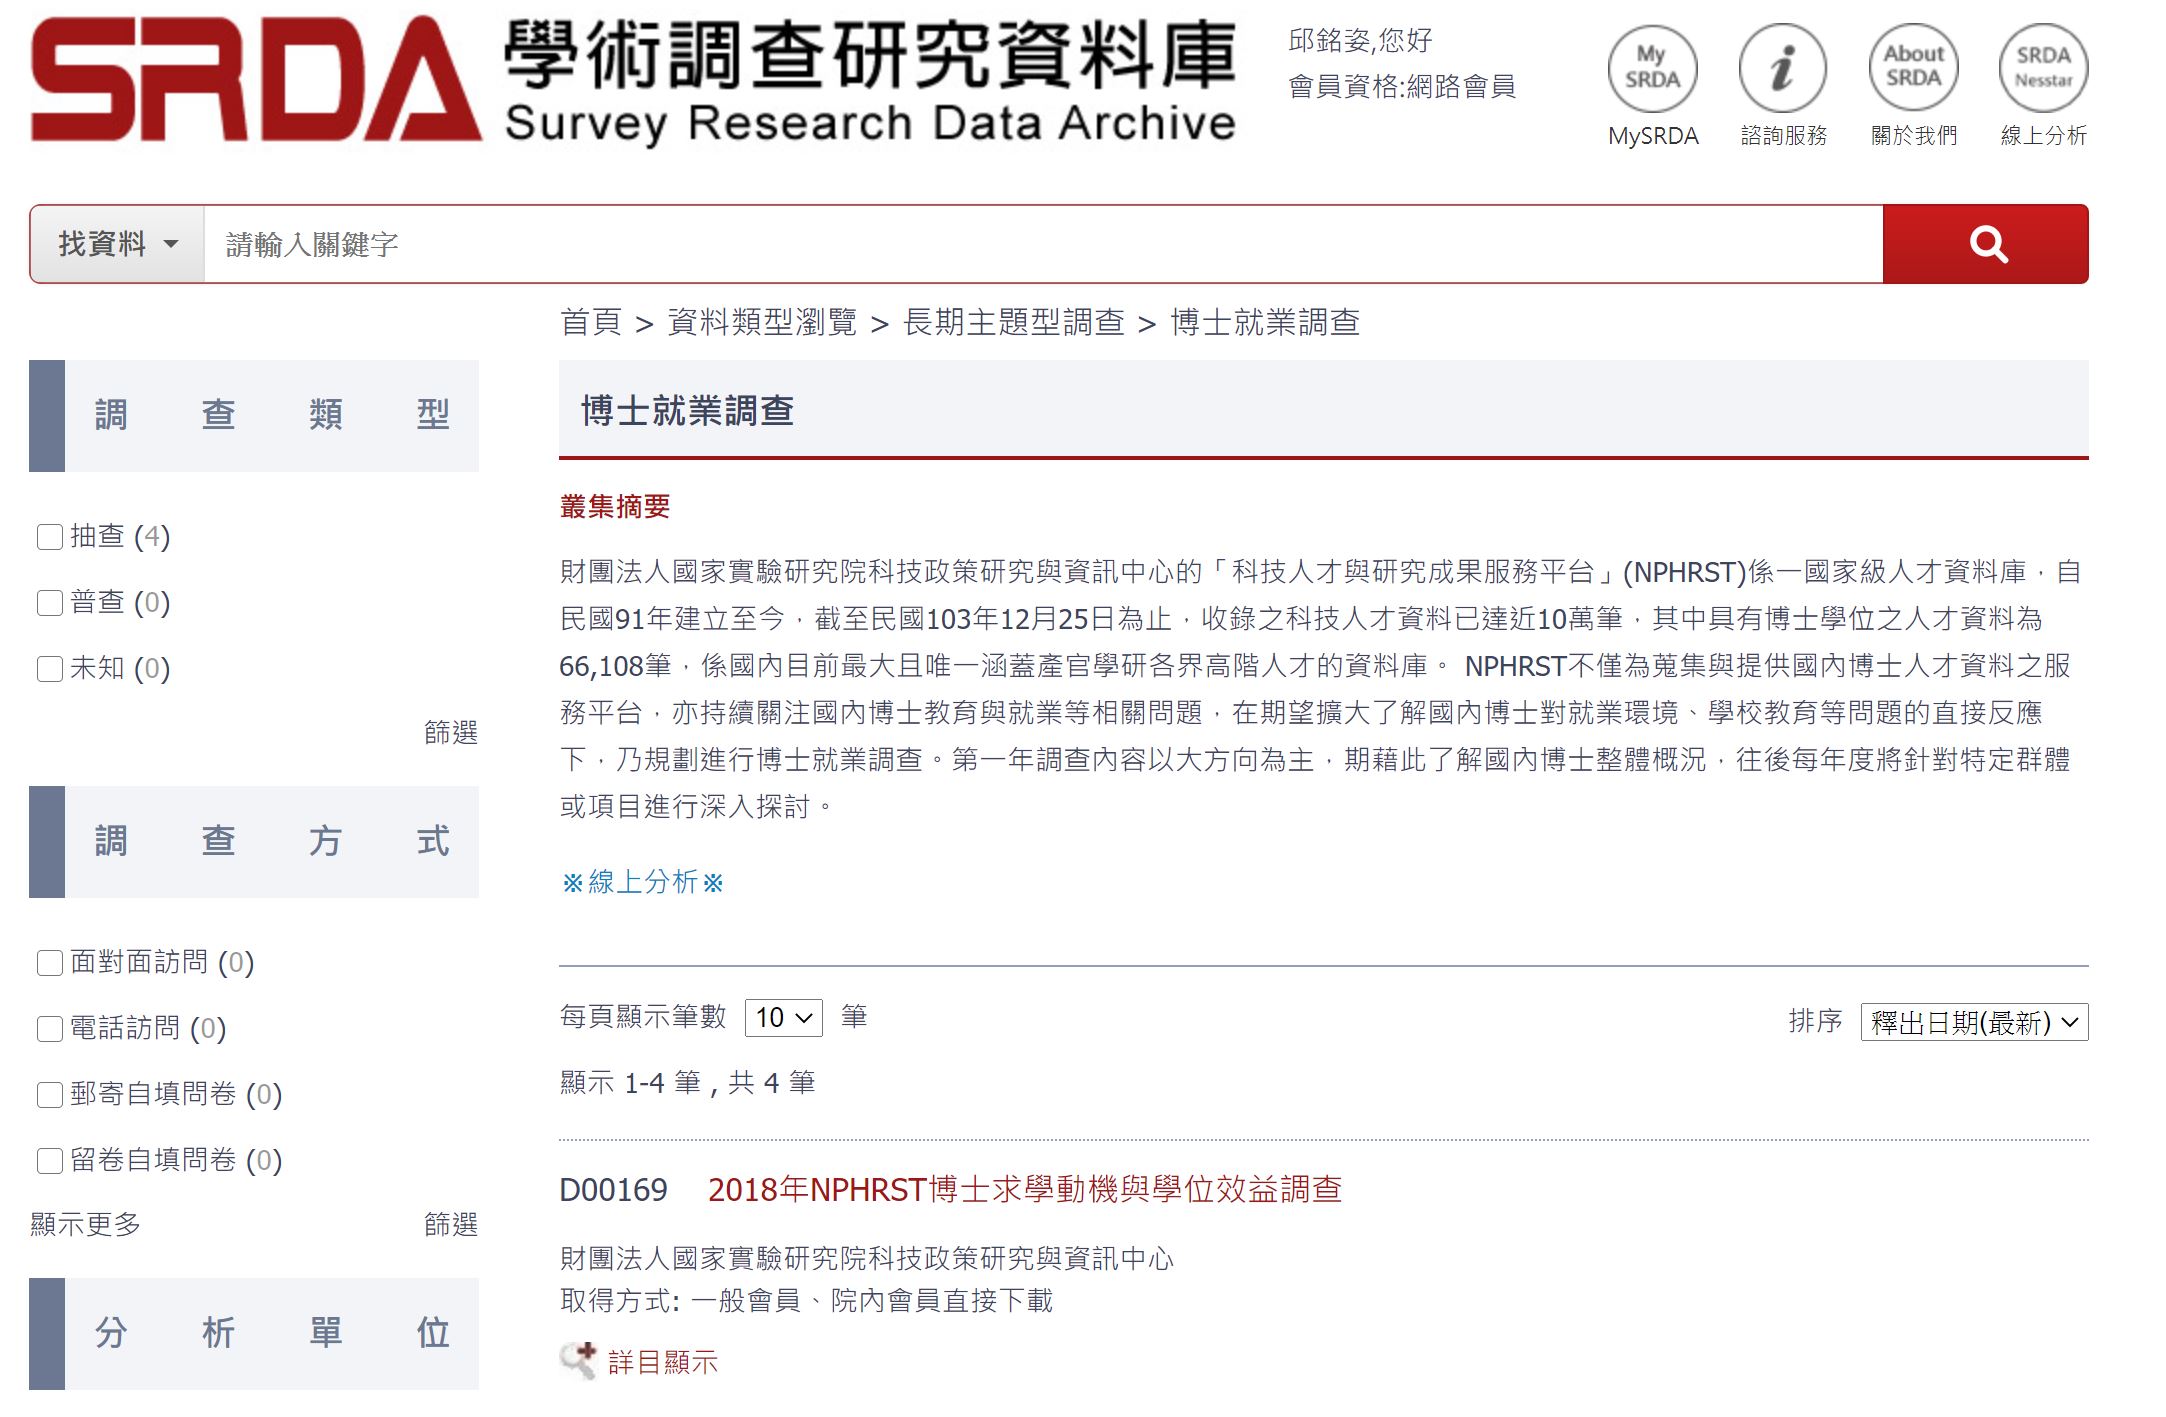 SRDA 學術調查研究資料庫
Survey Research Data Archive
邱銘姿,您好
會員資格:網路會員
My SRDA
MySRDA
i
諮詢服務
About SRDA
關於我們
SRDA Nesstar
線上分析
找資料
請輸入關鍵字
首頁 > 資料類型瀏覽 > 長期主題型調查 > 博士就業調查
調查類型
抽查 (4)
普查 (0)
未知 (0)
篩選
調查方式
面對面訪問 (0)
電話訪問 (0)
郵寄自填問卷 (0)
留卷自填問卷 (0)
顯示更多
篩選
分析單位
博士就業調查
叢集摘要
財團法人國家實驗研究院科技政策研究與資訊中心的「科技人才與研究成果服務平台」(NPHRST)係一國家級人才資料庫，自
民國91年建立至今，截至民國103年12月25日為止，收錄之科技人才資料已達近10萬筆，其中具有博士學位之人才資料為
66,108筆，係國內目前最大且唯一涵蓋產官學研各界高階人才的資料庫。 NPHRST不僅為蒐集與提供國內博士人才資料之服
務平台，亦持續關注國內博士教育與就業等相關問題，在期望擴大了解國內博士對就業環境、學校教育等問題的直接反應
下，乃規劃進行博士就業調查。第一年調查內容以大方向為主，期藉此了解國內博士整體概況，往後每年度將針對特定群體
或項目進行深入探討。
※線上分析※
每頁顯示筆數 10 筆
排序 釋出日期(最新)
顯示 1-4 筆 , 共 4 筆
D00169 2018年NPHRST博士求學動機與學位效益調查
財團法人國家實驗研究院科技政策研究與資訊中心
取得方式: 一般會員、院內會員直接下載
詳目顯示